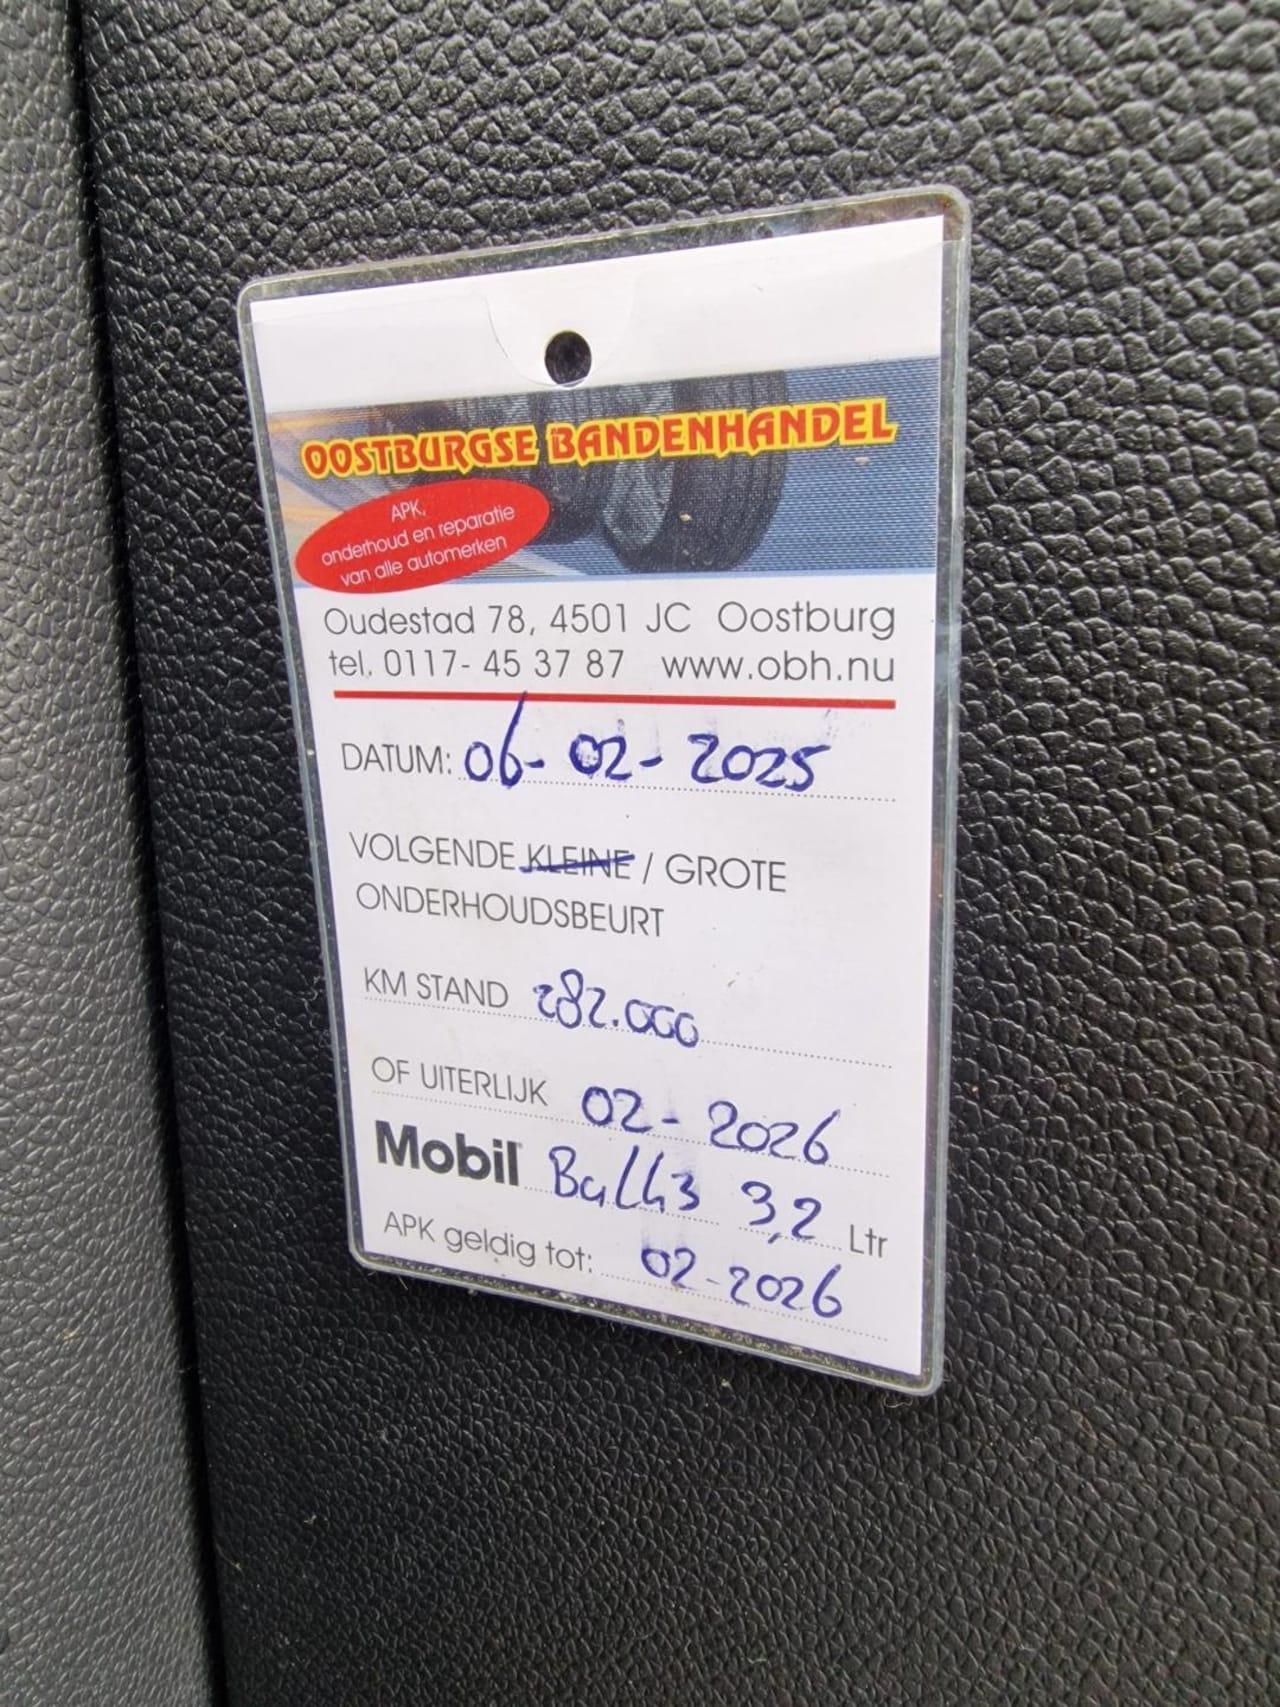 OOSTBURGSE BANDENHANDEL
APK,
onderhoud en reparatie
van alle automerken
Oudestad 78, 4501 JC Oostburg
tel. 0117- 45 37 87 www.obh.nu
DATUM: 06-02-2025
VOLGENDE KLEINE / GROTE
ONDERHOUDSBEURT
KM STAND 282.000
OF UITERLIJK 02-2026
Mobil 3,2 Ltr
APK geldig tot: 02-2026